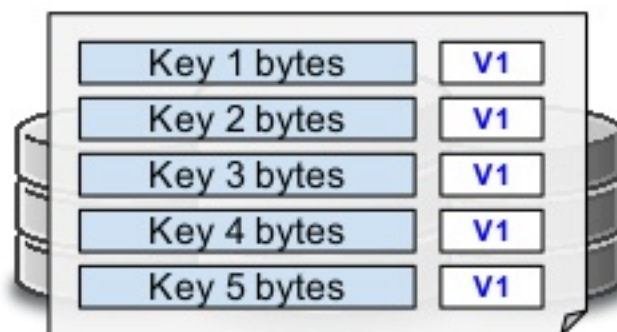 Key 1 bytes V1
Key 2 bytes V1
Key 3 bytes V1
Key 4 bytes V1
Key 5 bytes V1